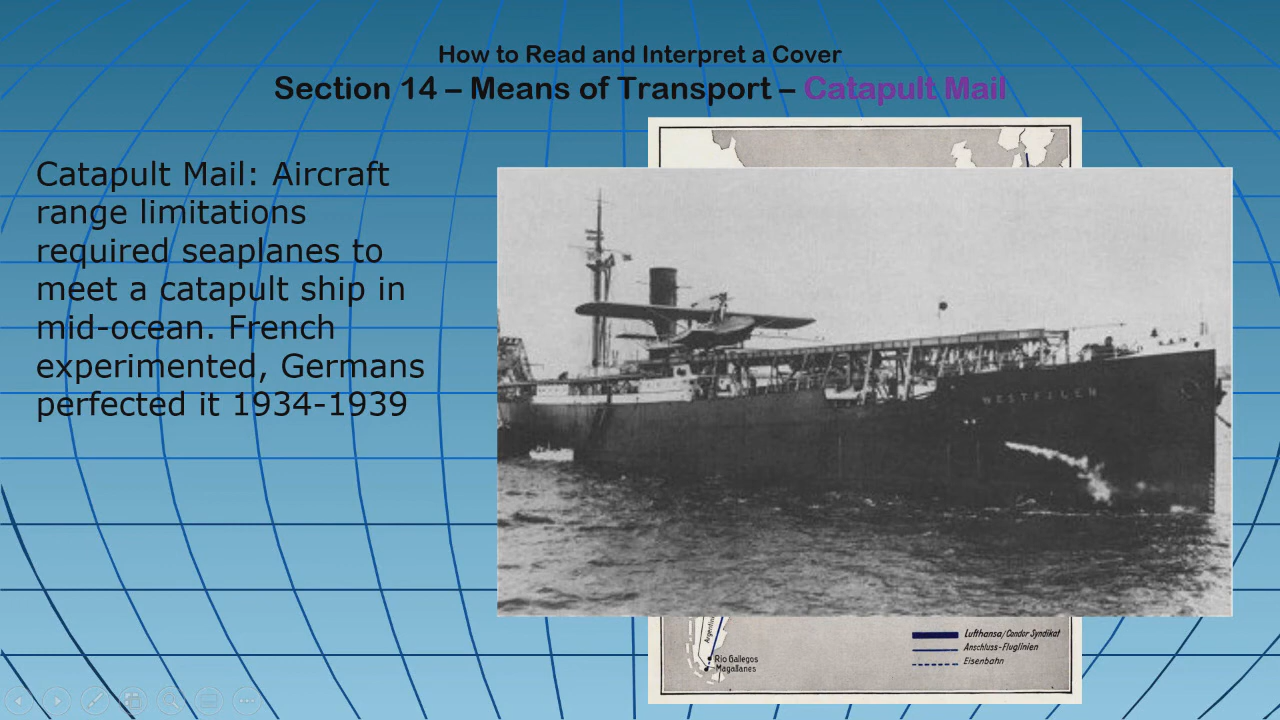 How to Read and Interpret a Cover
Section 14 – Means of Transport – Catapult Mail
Catapult Mail: Aircraft
range limitations
required seaplanes to
meet a catapult ship in
mid-ocean. French
experimented, Germans
perfected it 1934-1939
WESTFALEN
Lufthansa/Condor Syndikat
Anschluss-Fluglinien
Eisenbahn
Rio Gallegos
Magallanes